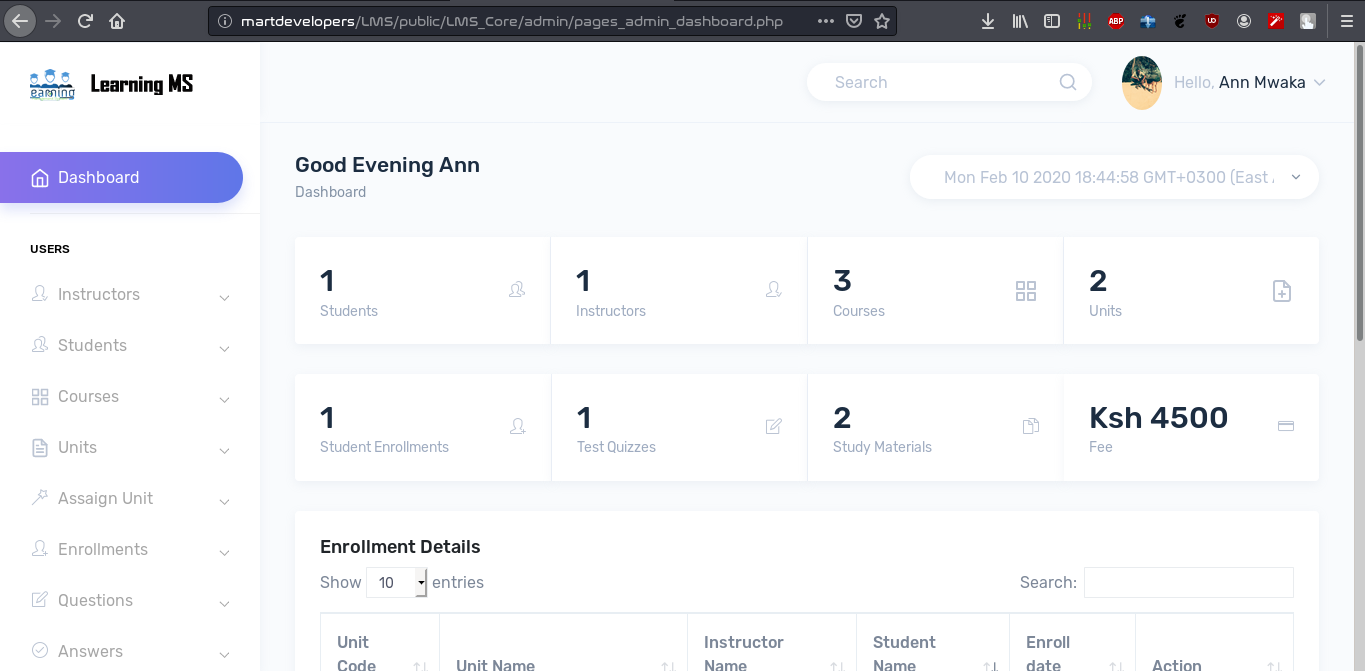 martdevelopers/LMS/public/LMS_Core/admin/pages_admin_dashboard.php
ABP
UD
earning
Learning MS
Search
Hello, Ann Mwaka
Dashboard
Good Evening Ann
Dashboard
Mon Feb 10 2020 18:44:58 GMT+0300 (East
USERS
Instructors
Students
Courses
Units
Assaign Unit
Enrollments
Questions
Answers
1
Students
1
Instructors
3
Courses
2
Units
1
Student Enrollments
1
Test Quizzes
2
Study Materials
Ksh 4500
Fee
Enrollment Details
Show 10 entries
Search:
Unit
Code
Unit Name
Instructor
Name
Student
Name
Enroll
date
Action